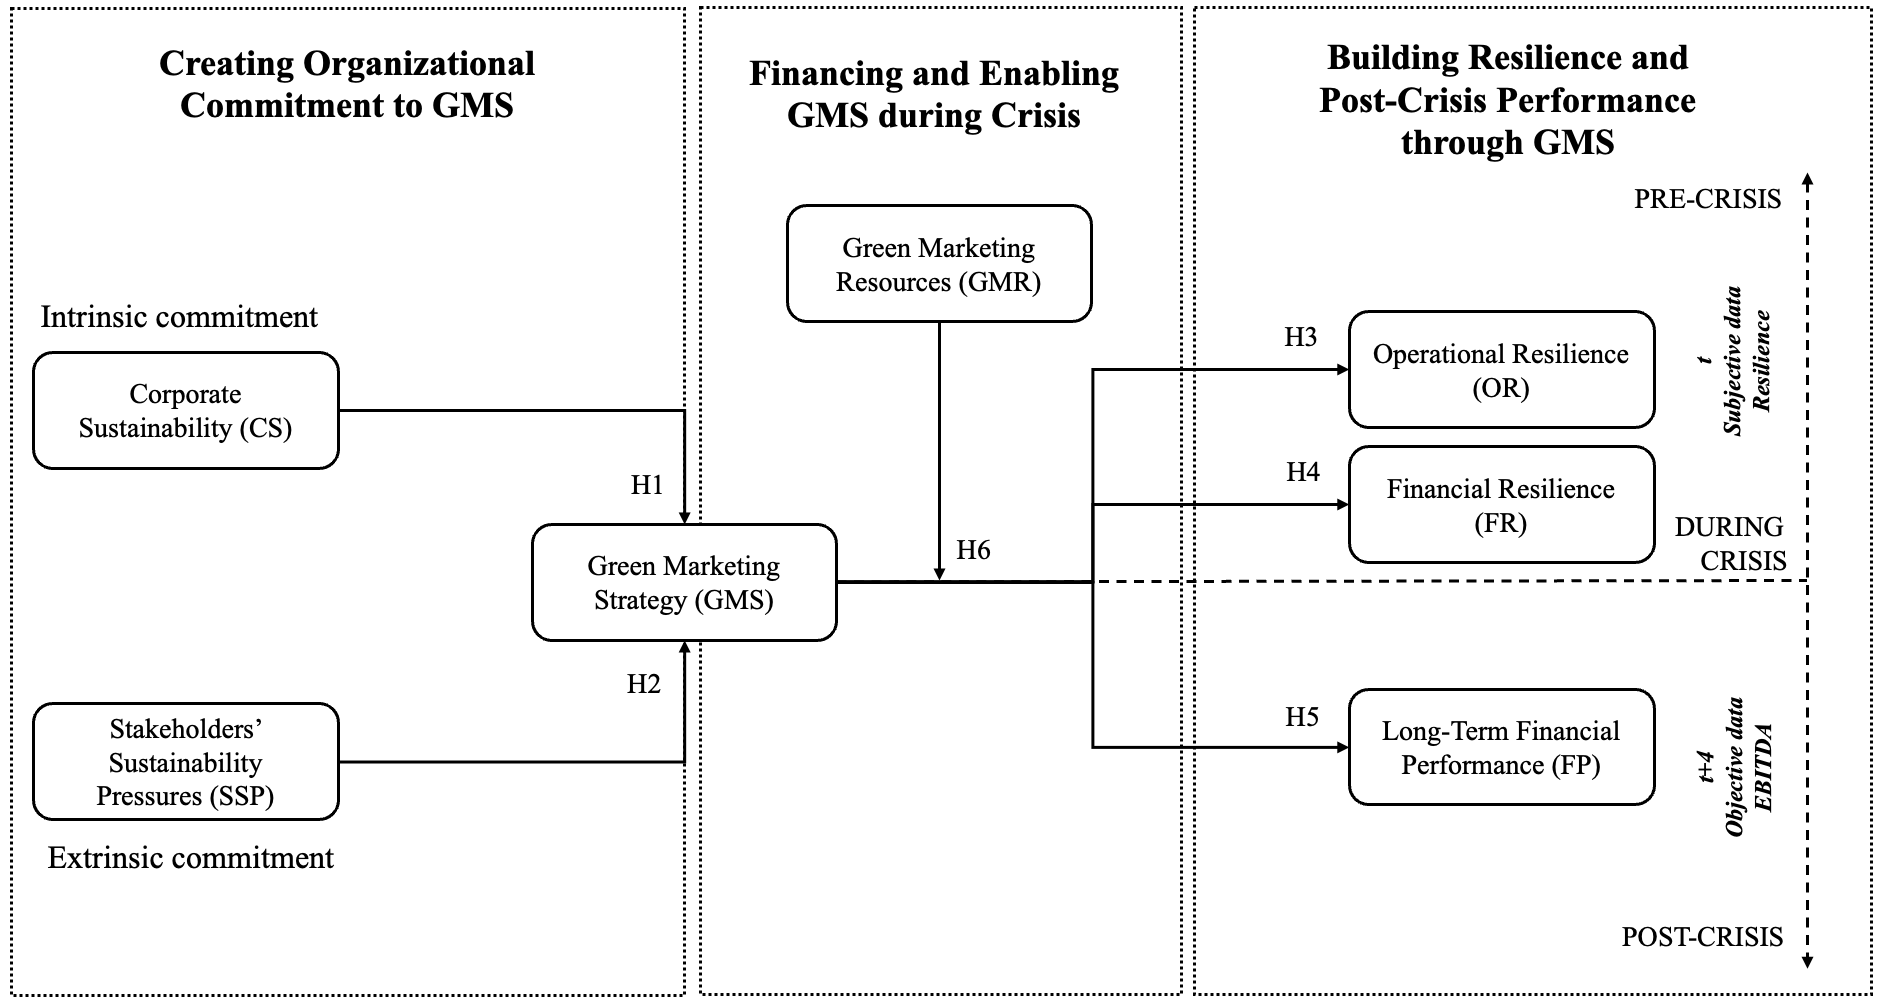 Creating Organizational
Commitment to GMS
Financing and Enabling
GMS during Crisis
Building Resilience and
Post-Crisis Performance
through GMS
PRE-CRISIS
Green Marketing
Resources (GMR)
Intrinsic commitment
Corporate
Sustainability (CS)
H1
H3
Operational Resilience
(OR)
t
Subjective data
Resilience
H4
Financial Resilience
(FR)
DURING
CRISIS
H6
Green Marketing
Strategy (GMS)
H2
Stakeholders’
Sustainability
Pressures (SSP)
Extrinsic commitment
H5
Long-Term Financial
Performance (FP)
t+4
Objective data
EBITDA
POST-CRISIS